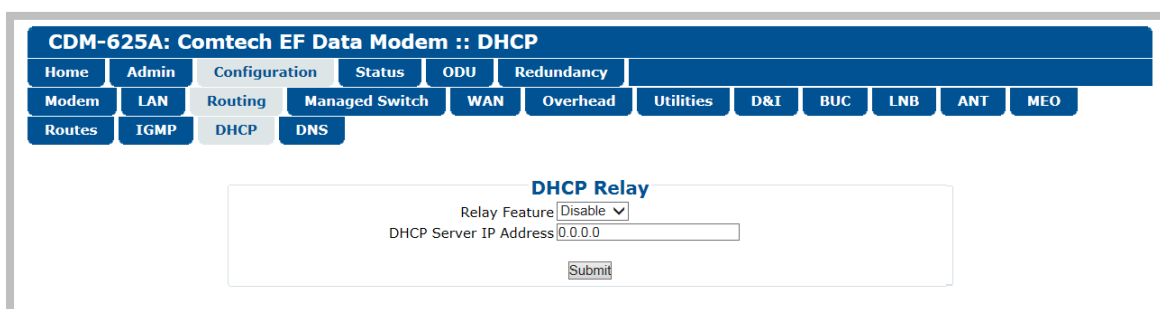 CDM-625A: Comtech EF Data Modem :: DHCP
Home Admin Configuration Status ODU Redundancy
Modem LAN Routing Managed Switch WAN Overhead Utilities D&I BUC LNB ANT MEO
Routes IGMP DHCP DNS
DHCP Relay
Relay Feature Disable
DHCP Server IP Address 0.0.0.0
Submit